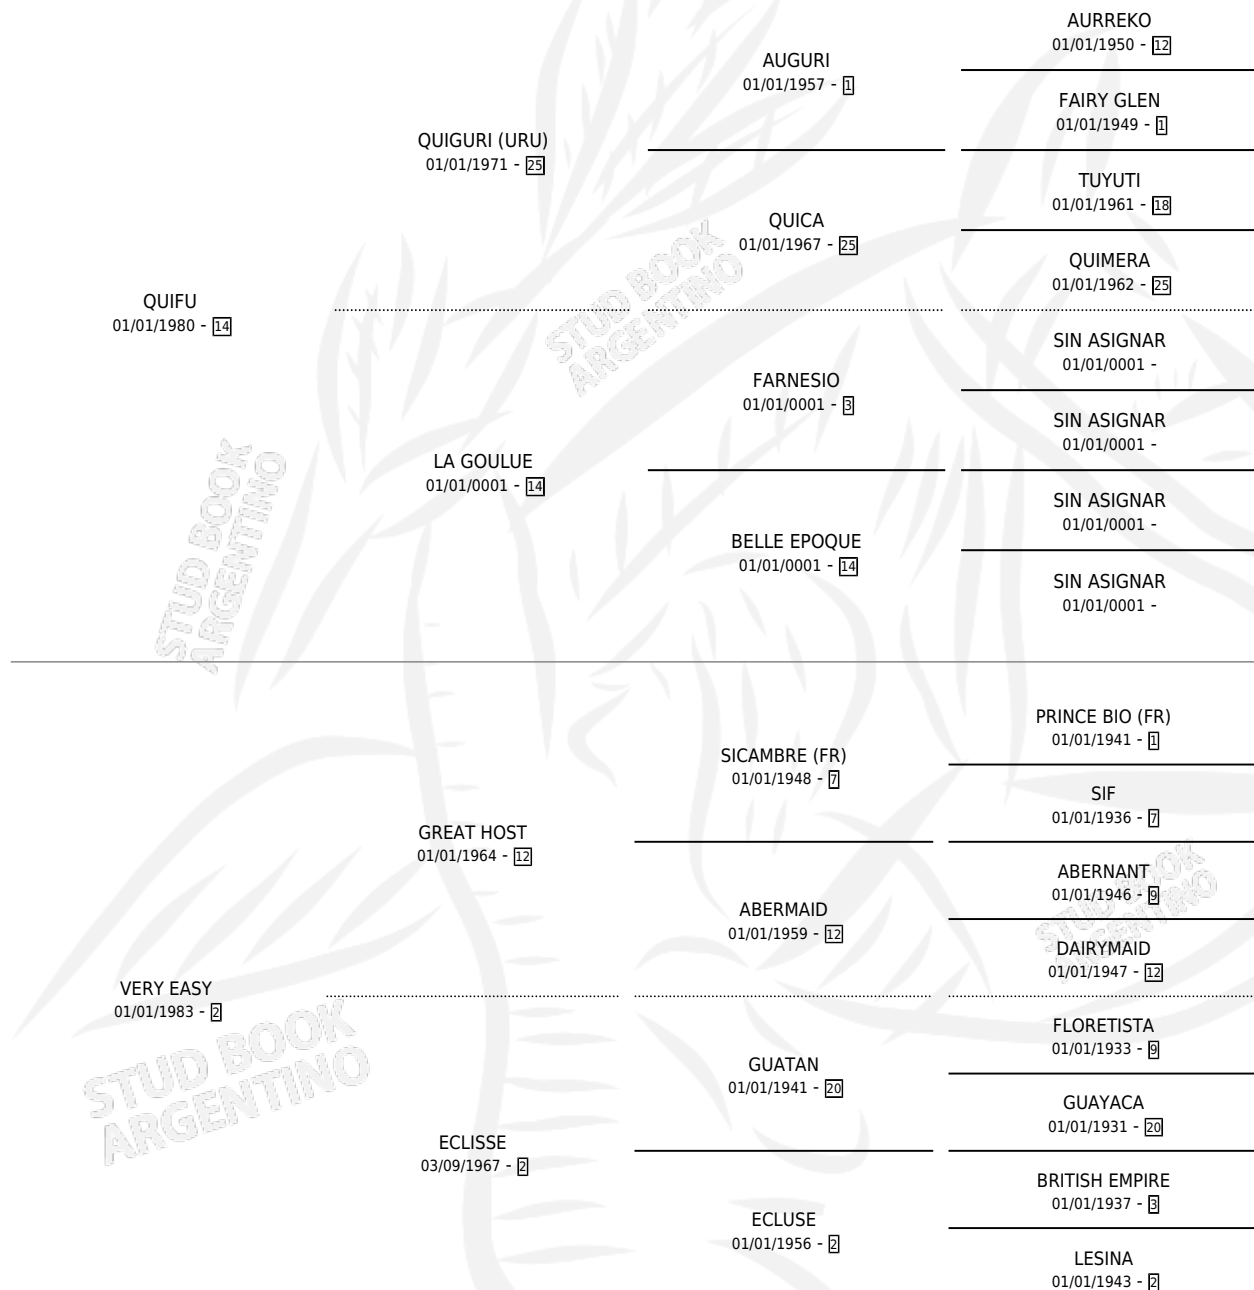 AURREKO
01/01/1950 - 12
AUGURI
01/01/1957 - 1
FAIRY GLEN
01/01/1949 - 1
QUIGURI (URU)
01/01/1971 - 25
TUYUTI
01/01/1961 - 18
QUICA
01/01/1967 - 25
QUIMERA
01/01/1962 - 25
QUIFU
01/01/1980 - 14
STUD BOOK
ARGENTINO
SIN ASIGNAR
01/01/0001 -
FARNESIO
01/01/0001 - 3
SIN ASIGNAR
01/01/0001 -
LA GOULUE
01/01/0001 - 14
SIN ASIGNAR
01/01/0001 -
BELLE EPOQUE
01/01/0001 - 14
STUD BOOK
ARGENTINO
SIN ASIGNAR
01/01/0001 -
PRINCE BIO (FR)
01/01/1941 - 1
SICAMBRE (FR)
01/01/1948 - 7
SIF
01/01/1936 - 7
GREAT HOST
01/01/1964 - 12
ABERNANT
01/01/1946 - 9
STUD BOOK
ARGENTINO
ABERMAID
01/01/1959 - 12
DAIRYMAID
01/01/1947 - 12
VERY EASY
01/01/1983 - 2
STUD BOOK
ARGENTINO
FLORETISTA
01/01/1933 - 9
GUATAN
01/01/1941 - 20
GUAYACA
01/01/1931 - 20
ECLISSE
03/09/1967 - 2
BRITISH EMPIRE
01/01/1937 - 3
ECLUSE
01/01/1956 - 2
LESINA
01/01/1943 - 2